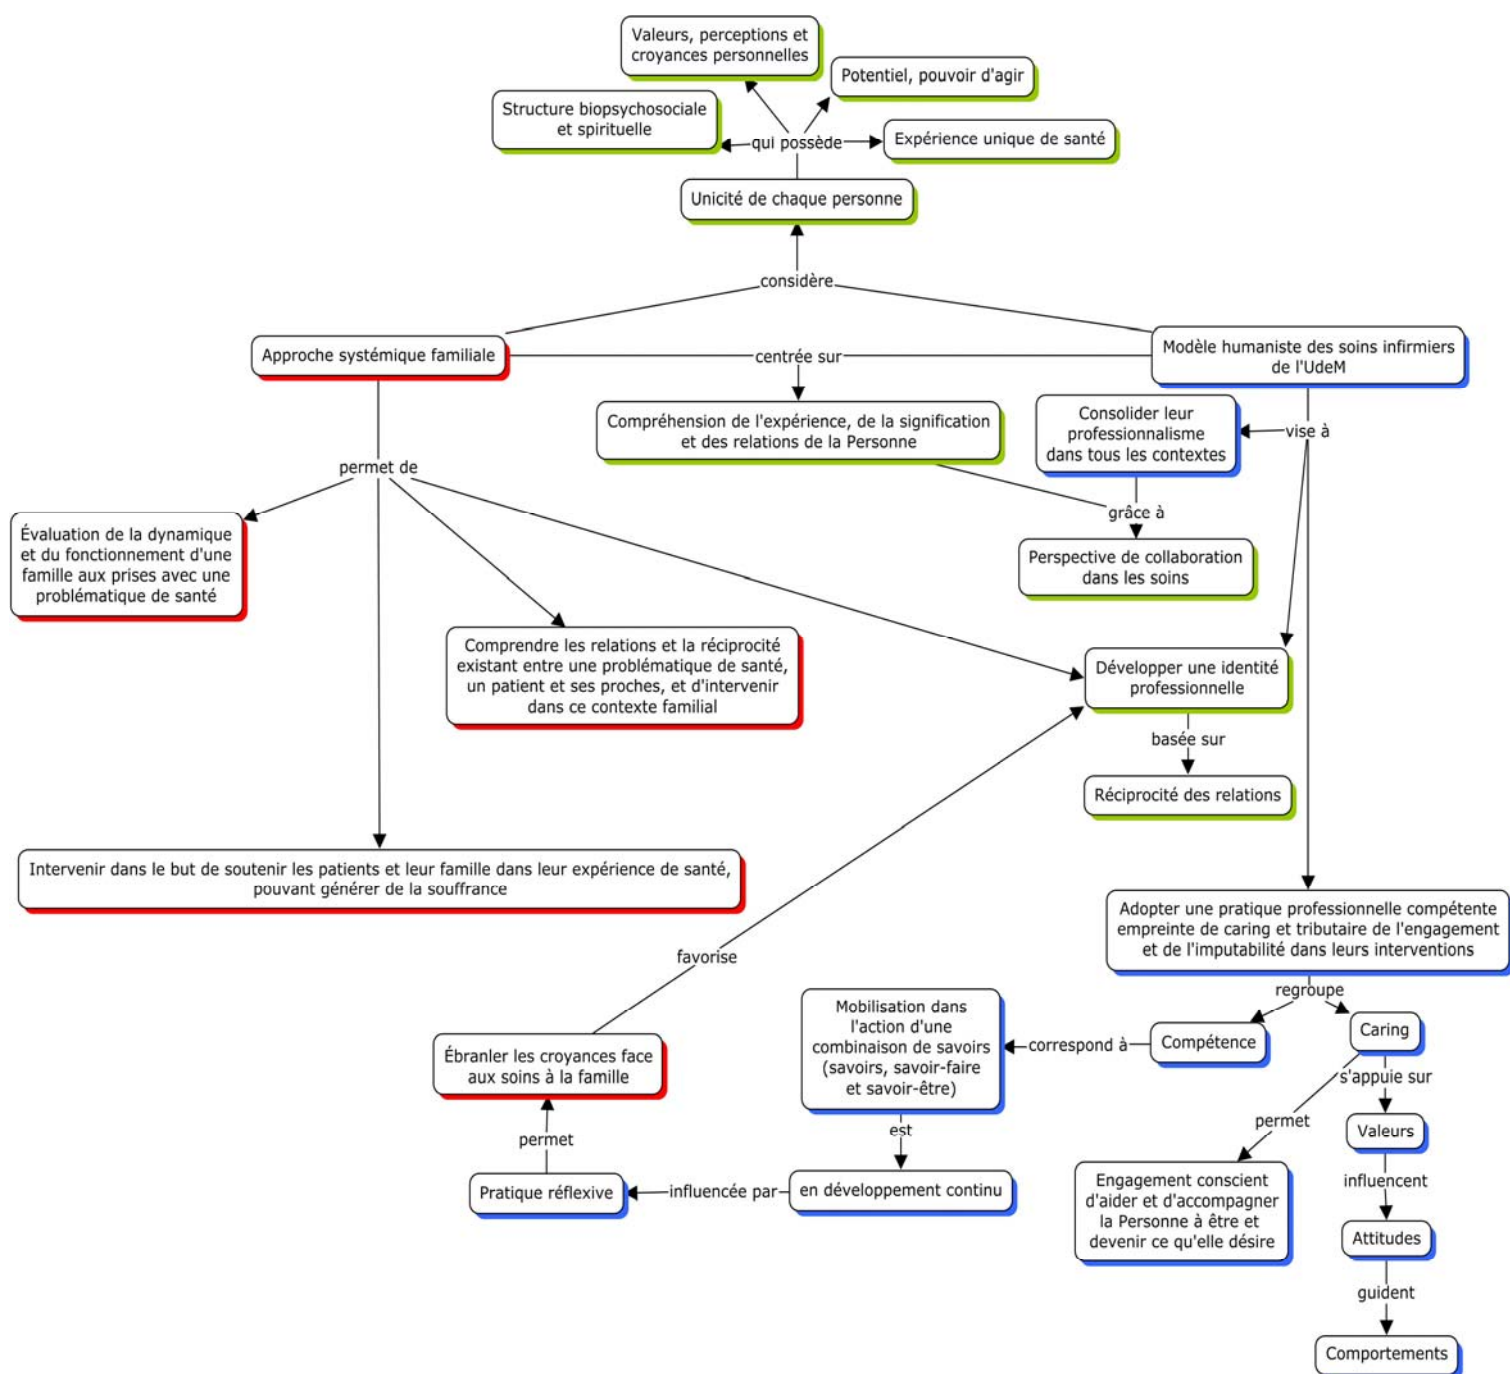 Valeurs, perceptions et
croyances personnelles
Potentiel, pouvoir d'agir
Structure biopsychosociale
et spirituelle
qui possède
Expérience unique de santé
Unicité de chaque personne
considère
Approche systémique familiale
centrée sur
Modèle humaniste des soins infirmiers
de l'UdeM
Compréhension de l'expérience, de la signification
et des relations de la Personne
Consolider leur
professionnalisme
dans tous les contextes
vise à
permet de
grâce à
Évaluation de la dynamique
et du fonctionnement d'une
famille aux prises avec une
problématique de santé
Perspective de collaboration
dans les soins
Comprendre les relations et la réciprocité
existant entre une problématique de santé,
un patient et ses proches, et d'intervenir
dans ce contexte familial
Développer une identité
professionnelle
basée sur
Réciprocité des relations
Intervenir dans le but de soutenir les patients et leur famille dans leur expérience de santé,
pouvant générer de la souffrance
Adopter une pratique professionnelle compétente
empreinte de caring et tributaire de l'engagement
et de l'imputabilité dans leurs interventions
favorise
regroupe
Mobilisation dans
l'action d'une
combinaison de savoirs
(savoirs, savoir-faire
et savoir-être)
correspond à
Compétence
Caring
Ébranler les croyances face
aux soins à la famille
s'appuie sur
permet
Valeurs
est
permet
Pratique réflexive
influencée par
en développement continu
Engagement conscient
d'aider et d'accompagner
la Personne à être et
devenir ce qu'elle désire
influencent
Attitudes
guident
Comportements